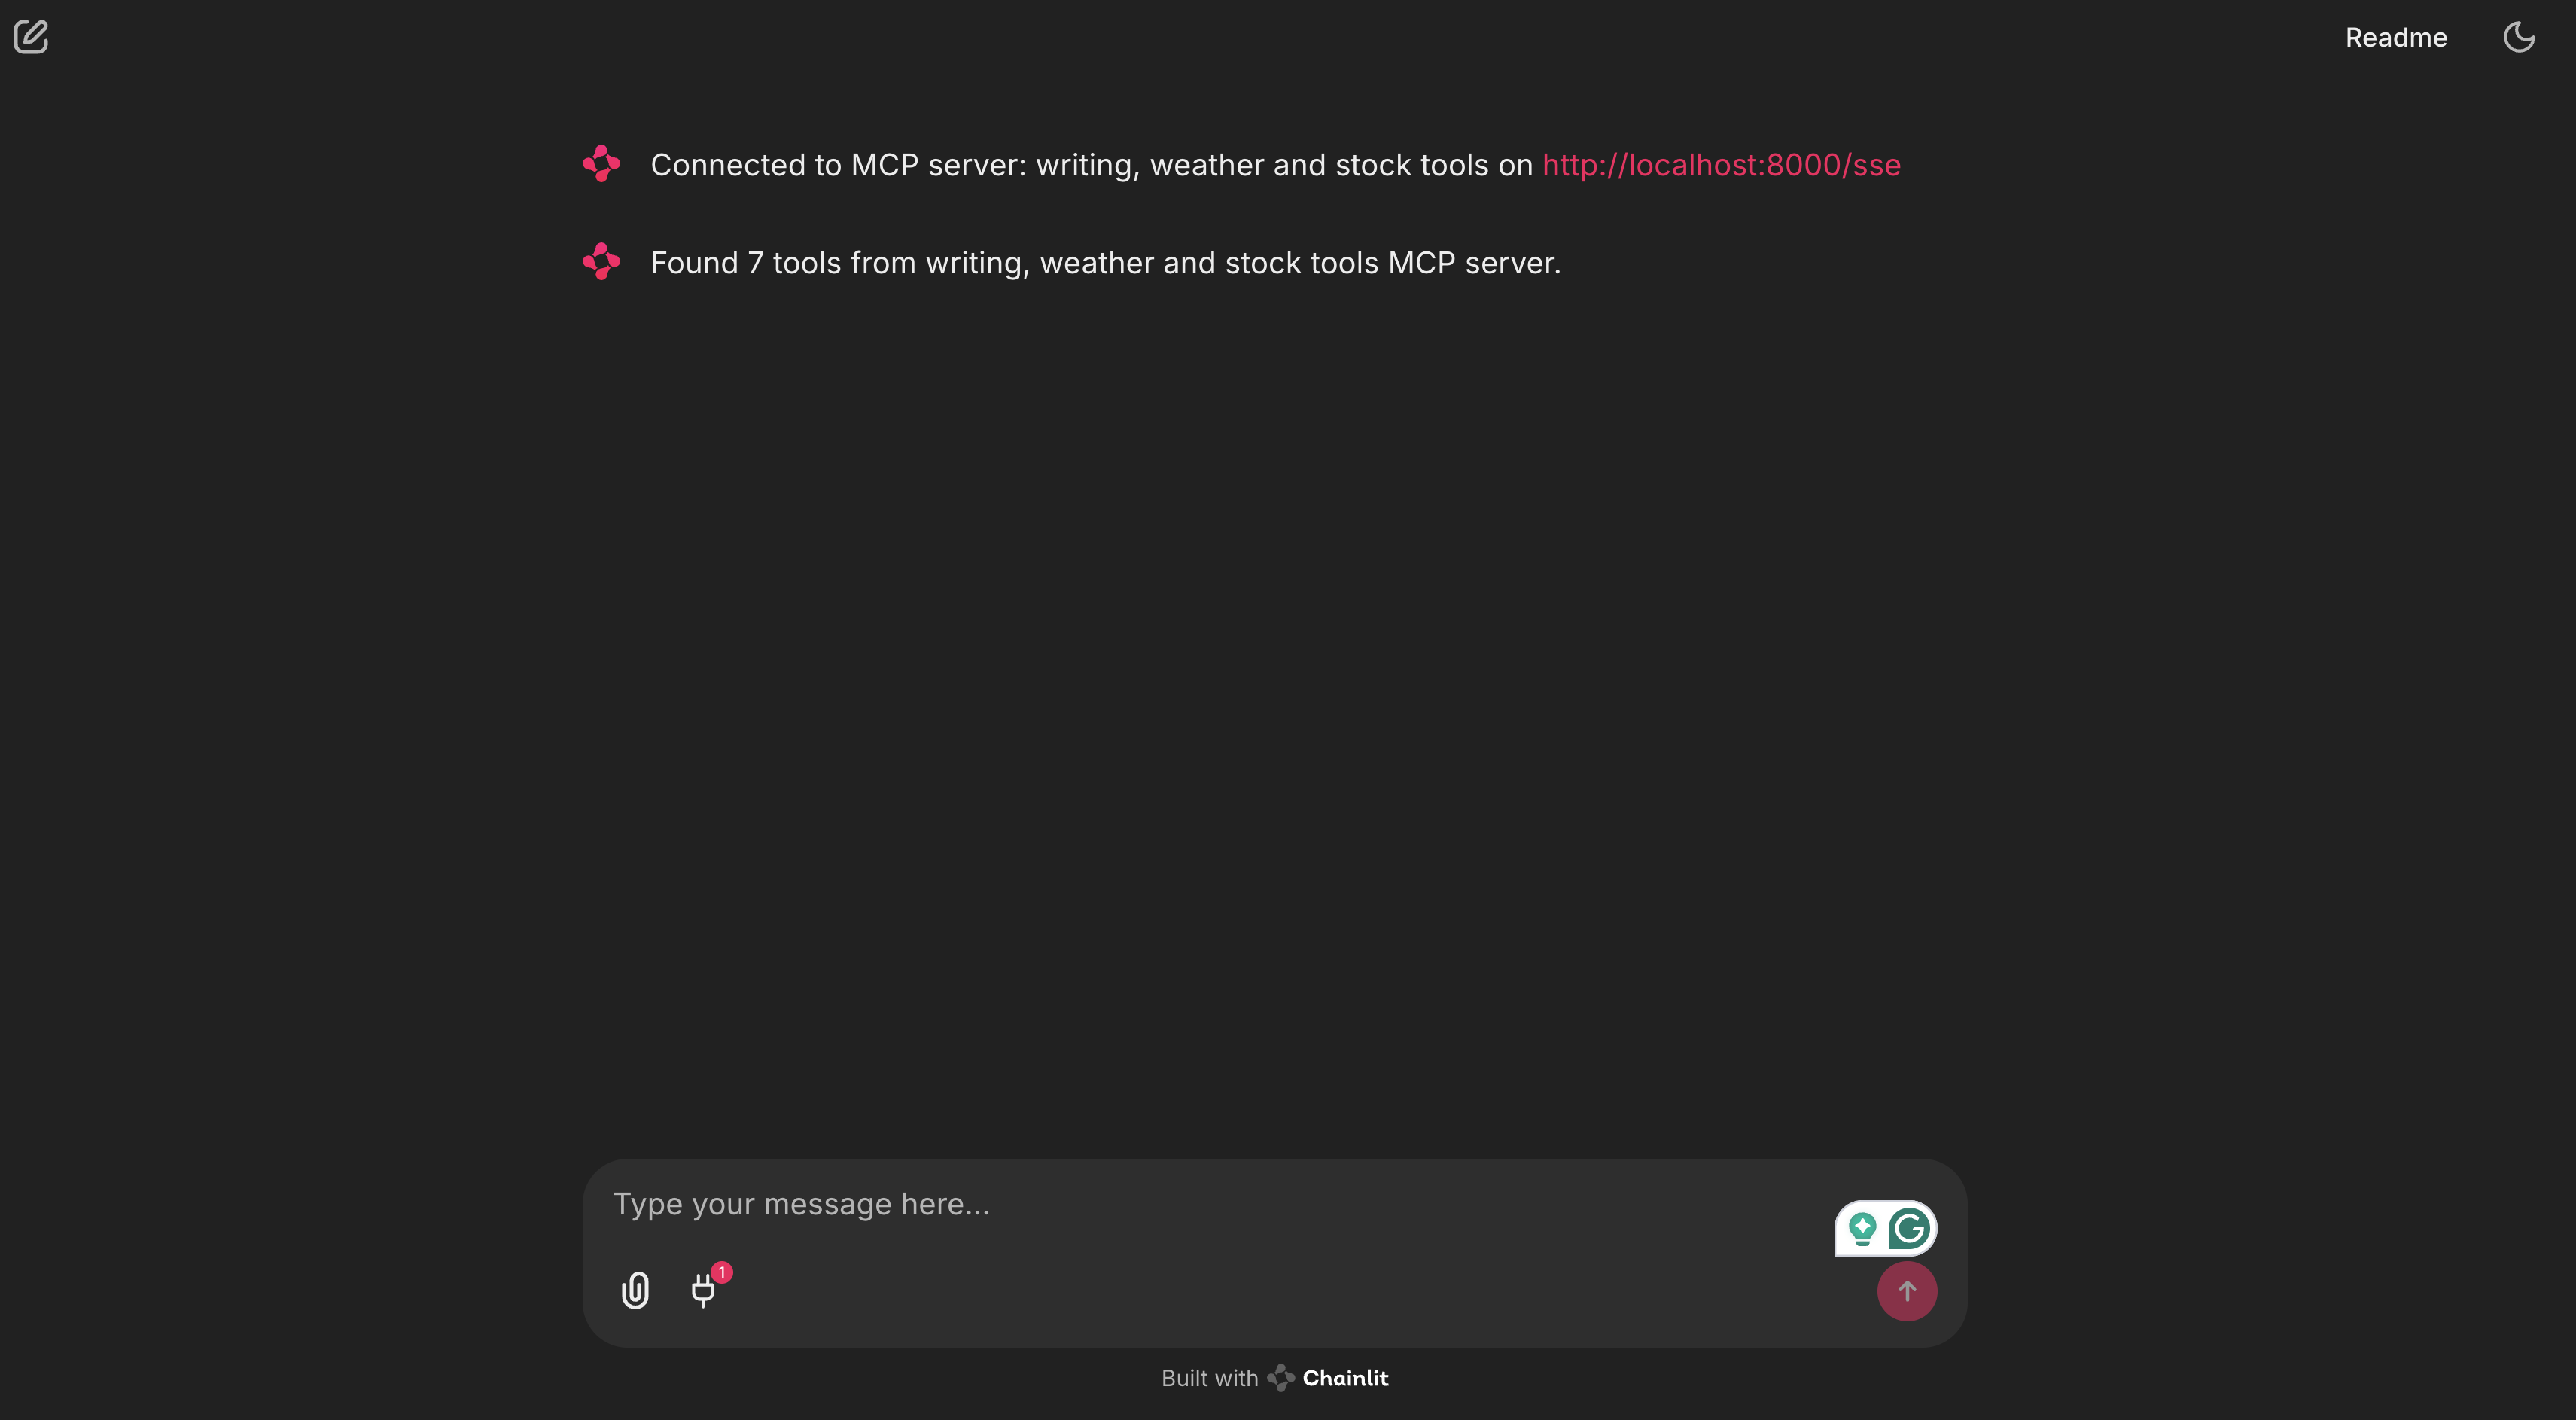 Readme
Connected to MCP server: writing, weather and stock tools on http://localhost:8000/sse
Found 7 tools from writing, weather and stock tools MCP server.
Type your message here...
1
Built with Chainlit